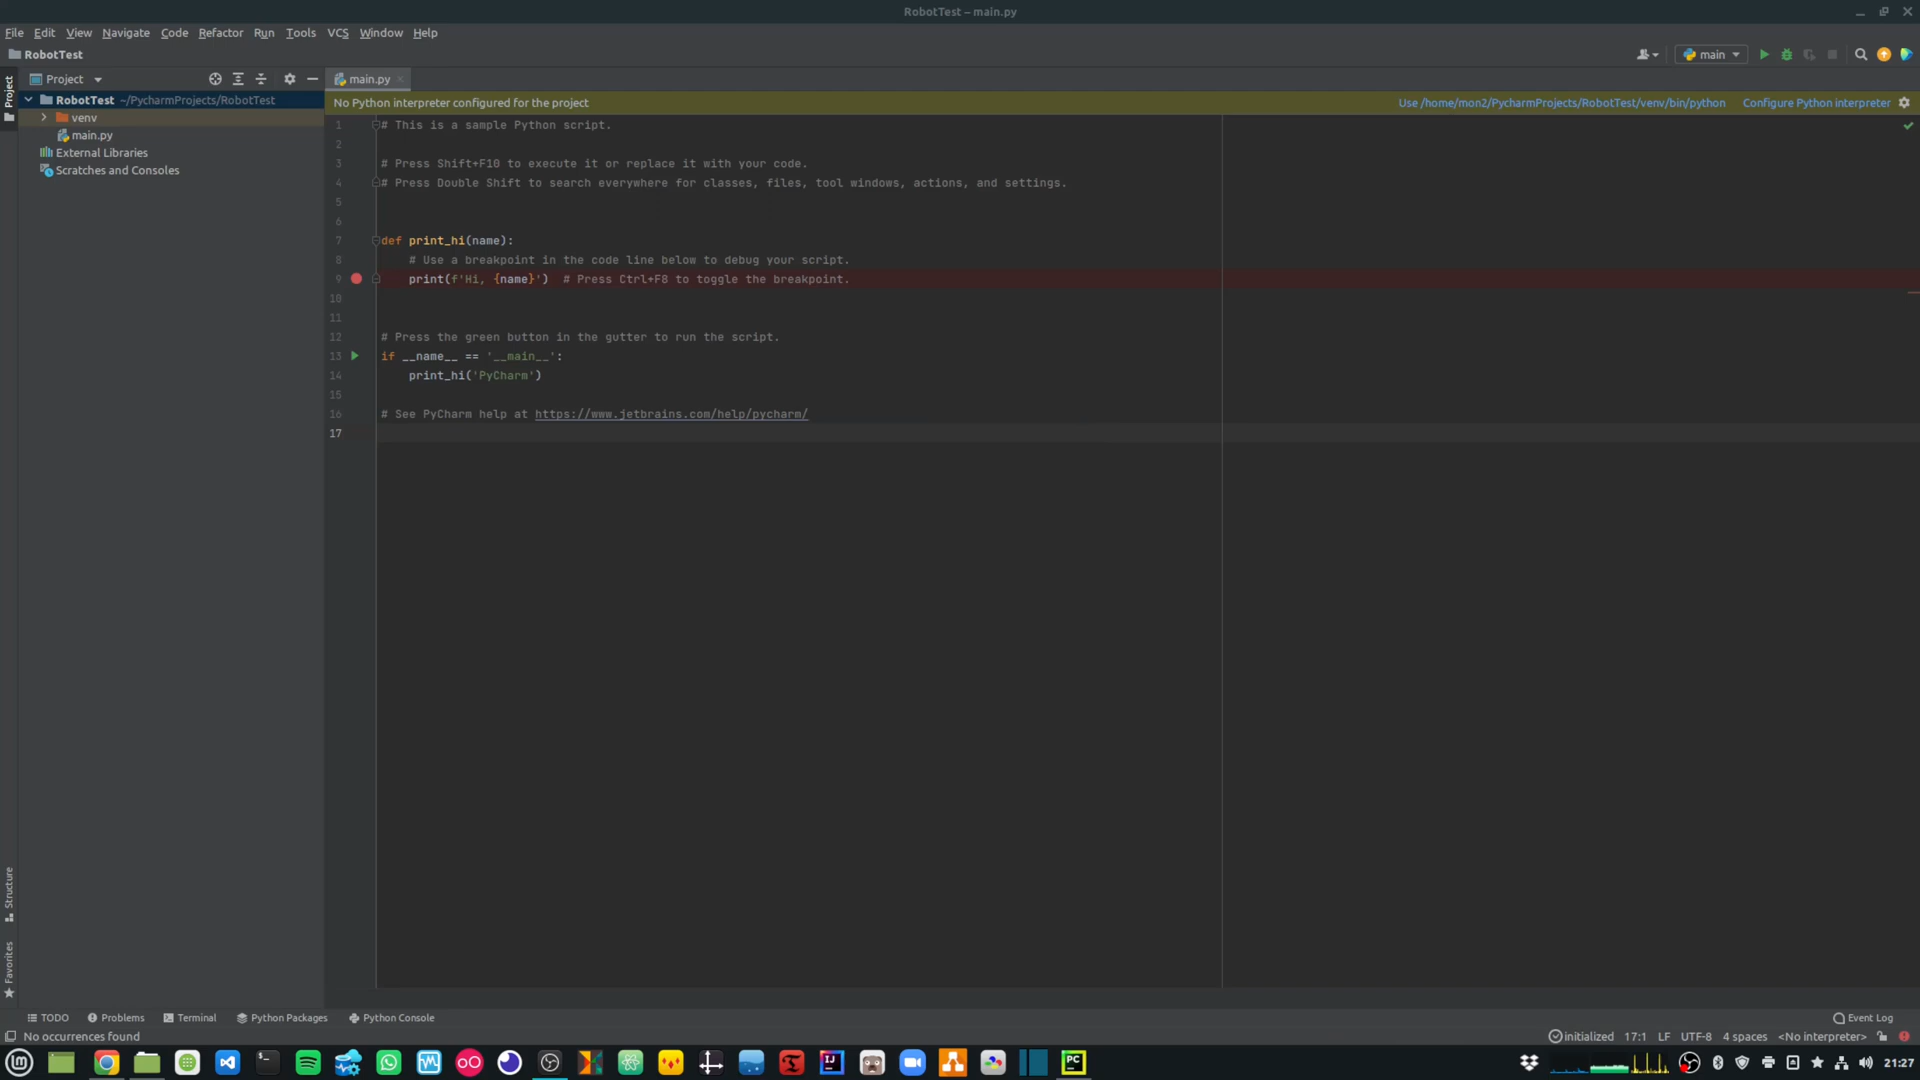 RobotTest – main.py
File Edit View Navigate Code Refactor Run Tools VCS Window Help
RobotTest
main
Project
Project
main.py
RobotTest ~/PycharmProjects/RobotTest
venv
main.py
External Libraries
Scratches and Consoles
No Python interpreter configured for the project
Use /home/mon2/PycharmProjects/RobotTest/venv/bin/python
Configure Python interpreter
1 # This is a sample Python script.
2
3 # Press Shift+F10 to execute it or replace it with your code.
4 # Press Double Shift to search everywhere for classes, files, tool windows, actions, and settings.
5
6
7 def print_hi(name):
8 # Use a breakpoint in the code line below to debug your script.
9 print(f'Hi, {name}') # Press Ctrl+F8 to toggle the breakpoint.
10
11
12 # Press the green button in the gutter to run the script.
13 if __name__ == '__main__':
14 print_hi('PyCharm')
15
16 # See PyCharm help at https://www.jetbrains.com/help/pycharm/
17
Structure
Favorites
TODO Problems Terminal Python Packages Python Console Event Log
No occurrences found
initialized 17:1 LF UTF-8 4 spaces <No interpreter>
IJ
PC
21:27